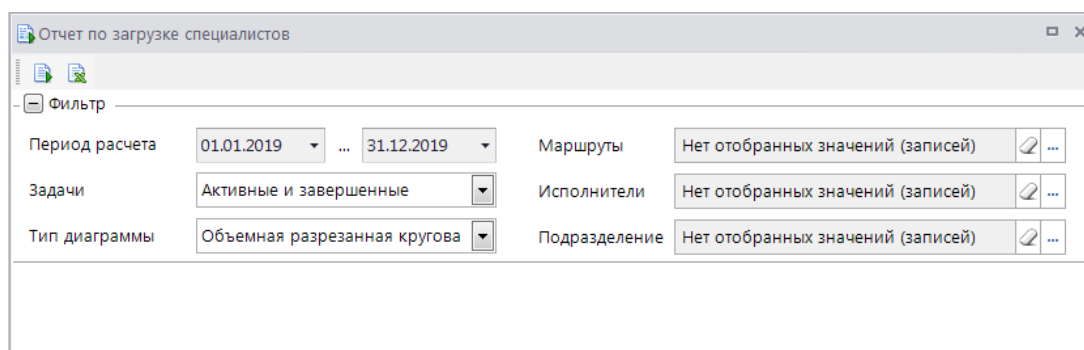 Отчет по загрузке специалистов
Фильтр
Период расчета 01.01.2019 ... 31.12.2019 Маршруты Нет отобранных значений (записей) ...
Задачи Активные и завершенные Исполнители Нет отобранных значений (записей) ...
Тип диаграммы Объемная разрезанная кругова Подразделение Нет отобранных значений (записей) ...